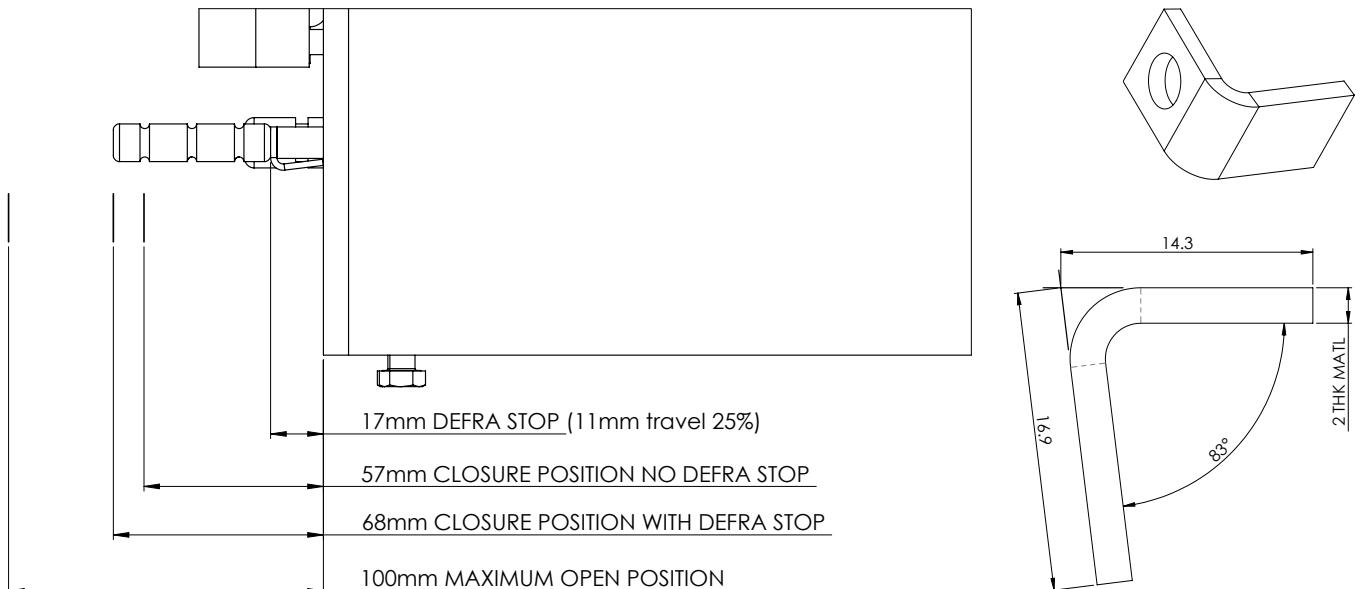 14.3
2 THK MATL
16.9
83°
17mm DEFRA STOP (11mm travel 25%)
57mm CLOSURE POSITION NO DEFRA STOP
68mm CLOSURE POSITION WITH DEFRA STOP
100mm MAXIMUM OPEN POSITION